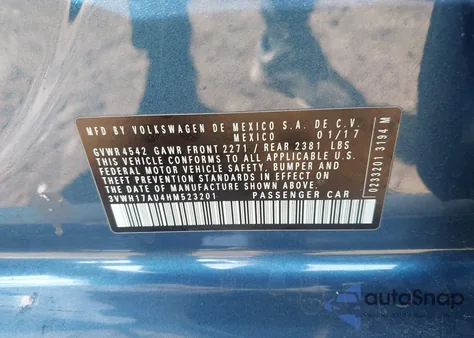 MFD BY VOLKSWAGEN DE MEXICO S.A. DE C.V.
MEXICO 01/17
GVWR 4542 GAWR FRONT 2271 / REAR 2381 LBS
THIS VEHICLE CONFORMS TO ALL APPLICABLE
FEDERAL MOTOR VEHICLE SAFETY, BUMPER AND
THEFT PREVENTION STANDARDS IN EFFECT ON
THE DATE OF MANUFACTURE SHOWN ABOVE.
3VWH17AU4HM523201 PASSENGER CAR
0233201 3194 M
autoSnap